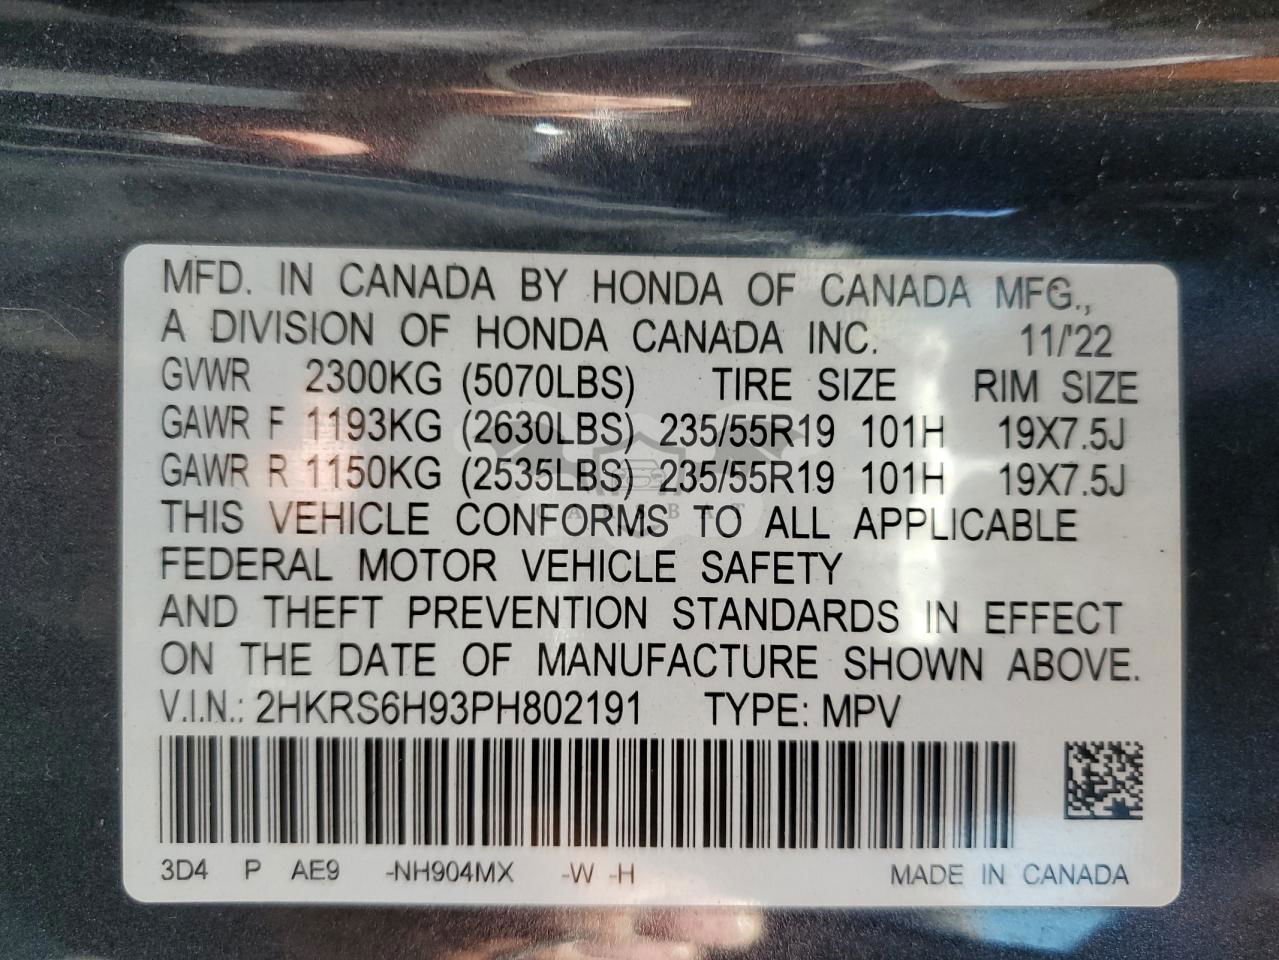 MFD. IN CANADA BY HONDA OF CANADA MFG.,
A DIVISION OF HONDA CANADA INC. 11/'22
GVWR 2300KG (5070LBS) TIRE SIZE RIM SIZE
GAWR F 1193KG (2630LBS) 235/55R19 101H 19X7.5J
GAWR R 1150KG (2535LBS) 235/55R19 101H 19X7.5J
THIS VEHICLE CONFORMS TO ALL APPLICABLE
FEDERAL MOTOR VEHICLE SAFETY
AND THEFT PREVENTION STANDARDS IN EFFECT
ON THE DATE OF MANUFACTURE SHOWN ABOVE.
V.I.N.: 2HKRS6H93PH802191 TYPE: MPV
3D4 P AE9 -NH904MX -W -H MADE IN CANADA